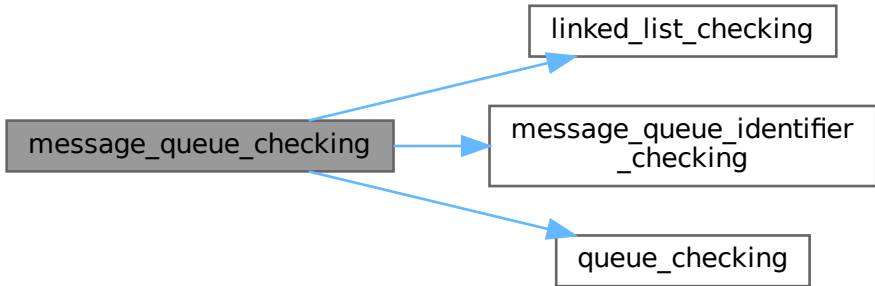 linked_list_checking
message_queue_checking
message_queue_identifier
_checking
queue_checking